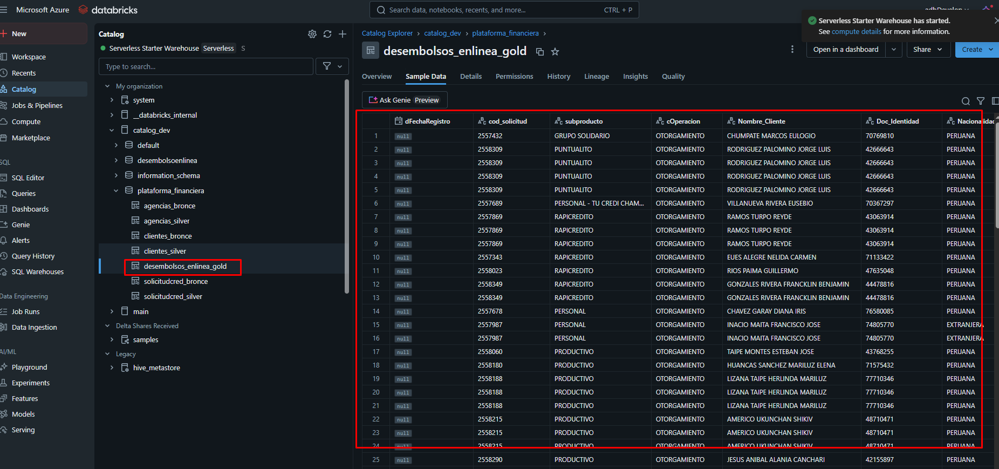 Microsoft Azure databricks
Search data, notebooks, recents, and more... CTRL + P
Serverless Starter Warehouse has started.
See compute details for more information.
New
Workspace
Recents
Catalog
Jobs & Pipelines
Compute
Marketplace
SQL
SQL Editor
Queries
Dashboards
Genie
Alerts
Query History
SQL Warehouses
Data Engineering
Job Runs
Data Ingestion
AI/ML
Playground
Experiments
Features
Models
Serving
Catalog
Serverless Starter Warehouse Serverless S
Type to search...
My organization
system
__databricks_internal
catalog_dev
default
desembolsoenlinea
information_schema
plataforma_financiera
agencias_bronce
agencias_silver
clientes_bronce
clientes_silver
desembolsos_enlinea_gold
solicitudcred_bronce
solicitudcred_silver
main
Delta Shares Received
samples
Legacy
hive_metastore
Catalog Explorer > catalog_dev > plataforma_financiera >
desembolsos_enlinea_gold
Open in a dashboard Share Create
Overview Sample Data Details Permissions History Lineage Insights Quality
Ask Genie Preview
dFechaRegistro cod_solicitud subproducto cOperacion Nombre_Cliente Doc_Identidad Nacionalidad
1 null 2557432 GRUPO SOLIDARIO OTORGAMIENTO CHUMPATE MARCOS EULOGIO 70769810 PERUANA
2 null 2558309 PUNTUALITO OTORGAMIENTO RODRIGUEZ PALOMINO JORGE LUIS 42666643 PERUANA
3 null 2558309 PUNTUALITO OTORGAMIENTO RODRIGUEZ PALOMINO JORGE LUIS 42666643 PERUANA
4 null 2558309 PUNTUALITO OTORGAMIENTO RODRIGUEZ PALOMINO JORGE LUIS 42666643 PERUANA
5 null 2558309 PUNTUALITO OTORGAMIENTO RODRIGUEZ PALOMINO JORGE LUIS 42666643 PERUANA
6 null 2557689 PERSONAL - TU CREDI CHAM... OTORGAMIENTO VILLANUEVA RIVERA EUSEBIO 70367297 PERUANA
7 null 2557869 RAPICREDITO OTORGAMIENTO RAMOS TURPO REYDE 43063914 PERUANA
8 null 2557869 RAPICREDITO OTORGAMIENTO RAMOS TURPO REYDE 43063914 PERUANA
9 null 2557869 RAPICREDITO OTORGAMIENTO RAMOS TURPO REYDE 43063914 PERUANA
10 null 2557343 RAPICREDITO OTORGAMIENTO EUES ALEGRE NELIDA CARMEN 71133422 PERUANA
11 null 2558023 RAPICREDITO OTORGAMIENTO RIOS PAIMA GUILLERMO 47635048 PERUANA
12 null 2558349 RAPICREDITO OTORGAMIENTO GONZALES RIVERA FRANCKLIN BENJAMIN 44478816 PERUANA
13 null 2558349 RAPICREDITO OTORGAMIENTO GONZALES RIVERA FRANCKLIN BENJAMIN 44478816 PERUANA
14 null 2557678 PERSONAL OTORGAMIENTO CHAVEZ GARAY DIANA IRIS 76580085 PERUANA
15 null 2557987 PERSONAL OTORGAMIENTO INACIO MAITA FRANCISCO JOSE 74805770 EXTRANJERA
16 null 2557987 PERSONAL OTORGAMIENTO INACIO MAITA FRANCISCO JOSE 74805770 EXTRANJERA
17 null 2558060 PRODUCTIVO OTORGAMIENTO TAIPE MONTES ESTEBAN JOSE 43768255 PERUANA
18 null 2558180 PRODUCTIVO OTORGAMIENTO HUANCAS SANCHEZ MARILUZ ELENA 71575432 PERUANA
19 null 2558188 PRODUCTIVO OTORGAMIENTO LIZANA TAIPE HERLINDA MARILUZ 77710346 PERUANA
20 null 2558188 PRODUCTIVO OTORGAMIENTO LIZANA TAIPE HERLINDA MARILUZ 77710346 PERUANA
21 null 2558188 PRODUCTIVO OTORGAMIENTO LIZANA TAIPE HERLINDA MARILUZ 77710346 PERUANA
22 null 2558215 PRODUCTIVO OTORGAMIENTO AMERICO UKUNCHAN SHIKIV 48710471 PERUANA
23 null 2558215 PRODUCTIVO OTORGAMIENTO AMERICO UKUNCHAN SHIKIV 48710471 PERUANA
24 null 2558215 PRODUCTIVO OTORGAMIENTO AMERICO UKUNCHAN SHIKIV 48710471 PERUANA
25 null 2558290 PRODUCTIVO OTORGAMIENTO JESUS ANIBAL ALANIA CANCHARI 42155897 PERUANA